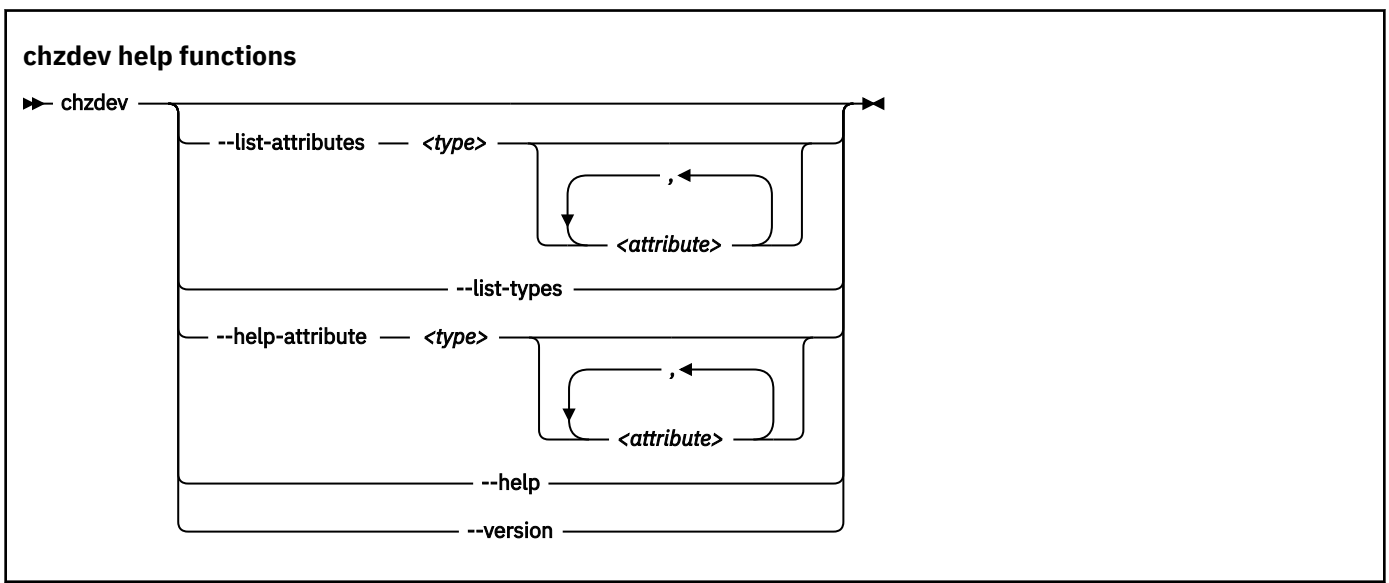 chzdev help functions
chzdev
--list-attributes <type>
,
<attribute>
--list-types
--help-attribute <type>
,
<attribute>
--help
--version